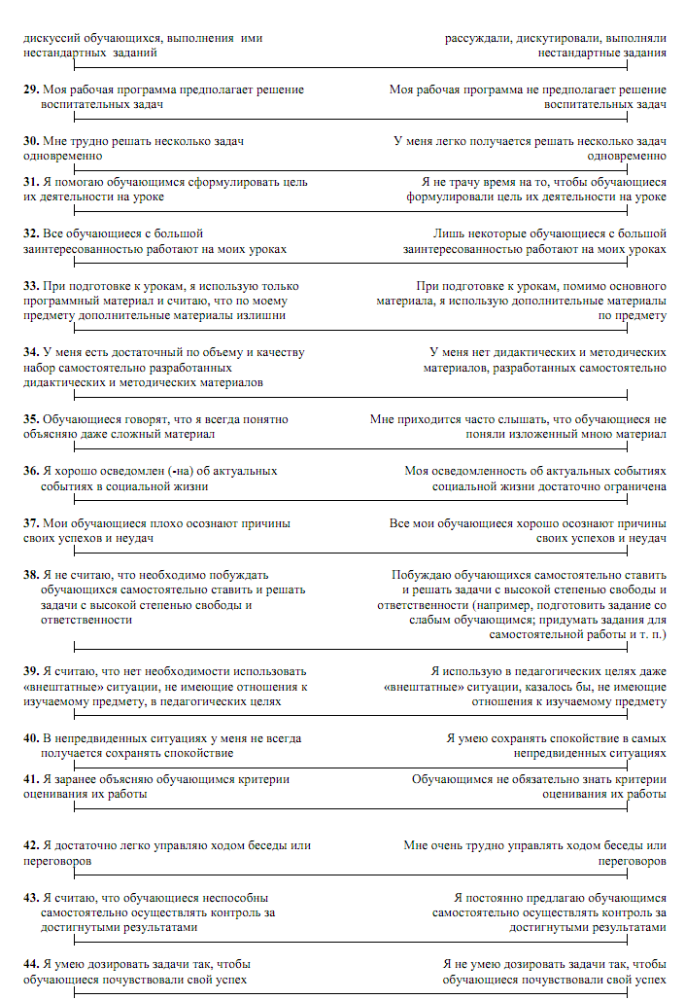 дискуссий обучающихся, выполнения ими
нестандартных заданий
рассуждали, дискутировали, выполняли
нестандартные задания
29. Моя рабочая программа предполагает решение
воспитательных задач
Моя рабочая программа не предполагает решение
воспитательных задач
30. Мне трудно решать несколько задач
одновременно
У меня легко получается решать несколько задач
одновременно
31. Я помогаю обучающимся сформулировать цель
их деятельности на уроке
Я не трачу время на то, чтобы обучающиеся
формулировали цель их деятельности на уроке
32. Все обучающиеся с большой
заинтересованностью работают на моих уроках
Лишь некоторые обучающиеся с большой
заинтересованностью работают на моих уроках
33. При подготовке к урокам, я использую только
программный материал и считаю, что по моему
предмету дополнительные материалы излишни
При подготовке к урокам, помимо основного
материала, я использую дополнительные материалы
по предмету
34. У меня есть достаточный по объему и качеству
набор самостоятельно разработанных
дидактических и методических материалов
У меня нет дидактических и методических
материалов, разработанных самостоятельно
35. Обучающиеся говорят, что я всегда понятно
объясняю даже сложный материал
Мне приходится часто слышать, что обучающиеся не
поняли изложенный мною материал
36. Я хорошо осведомлен (-на) об актуальных
событиях в социальной жизни
Моя осведомленность об актуальных событиях
социальной жизни достаточно ограничена
37. Мои обучающиеся плохо осознают причины
своих успехов и неудач
Все мои обучающиеся хорошо осознают причины
своих успехов и неудач
38. Я не считаю, что необходимо побуждать
обучающихся самостоятельно ставить и решать
задачи с высокой степенью свободы и
ответственности
Побуждаю обучающихся самостоятельно ставить
и решать задачи с высокой степенью свободы и
ответственности (например, подготовить задание со
слабым обучающимся; придумать задания для
самостоятельной работы и т. п.)
39. Я считаю, что нет необходимости использовать
«внештатные» ситуации, не имеющие отношения к
изучаемому предмету, в педагогических целях
Я использую в педагогических целях даже
«внештатные» ситуации, казалось бы, не имеющие
отношения к изучаемому предмету
40. В непредвиденных ситуациях у меня не всегда
получается сохранять спокойствие
Я умею сохранять спокойствие в самых
непредвиденных ситуациях
41. Я заранее объясняю обучающимся критерии
оценивания их работы
Обучающимся не обязательно знать критерии
оценивания их работы
42. Я достаточно легко управляю ходом беседы или
переговоров
Мне очень трудно управлять ходом беседы или
переговоров
43. Я считаю, что обучающиеся неспособны
самостоятельно осуществлять контроль за
достигнутыми результатами
Я постоянно предлагаю обучающимся
самостоятельно осуществлять контроль за
достигнутыми результатами
44. Я умею дозировать задачи так, чтобы
обучающиеся почувствовали свой успех
Я не умею дозировать задачи так, чтобы
обучающиеся почувствовали свой успех